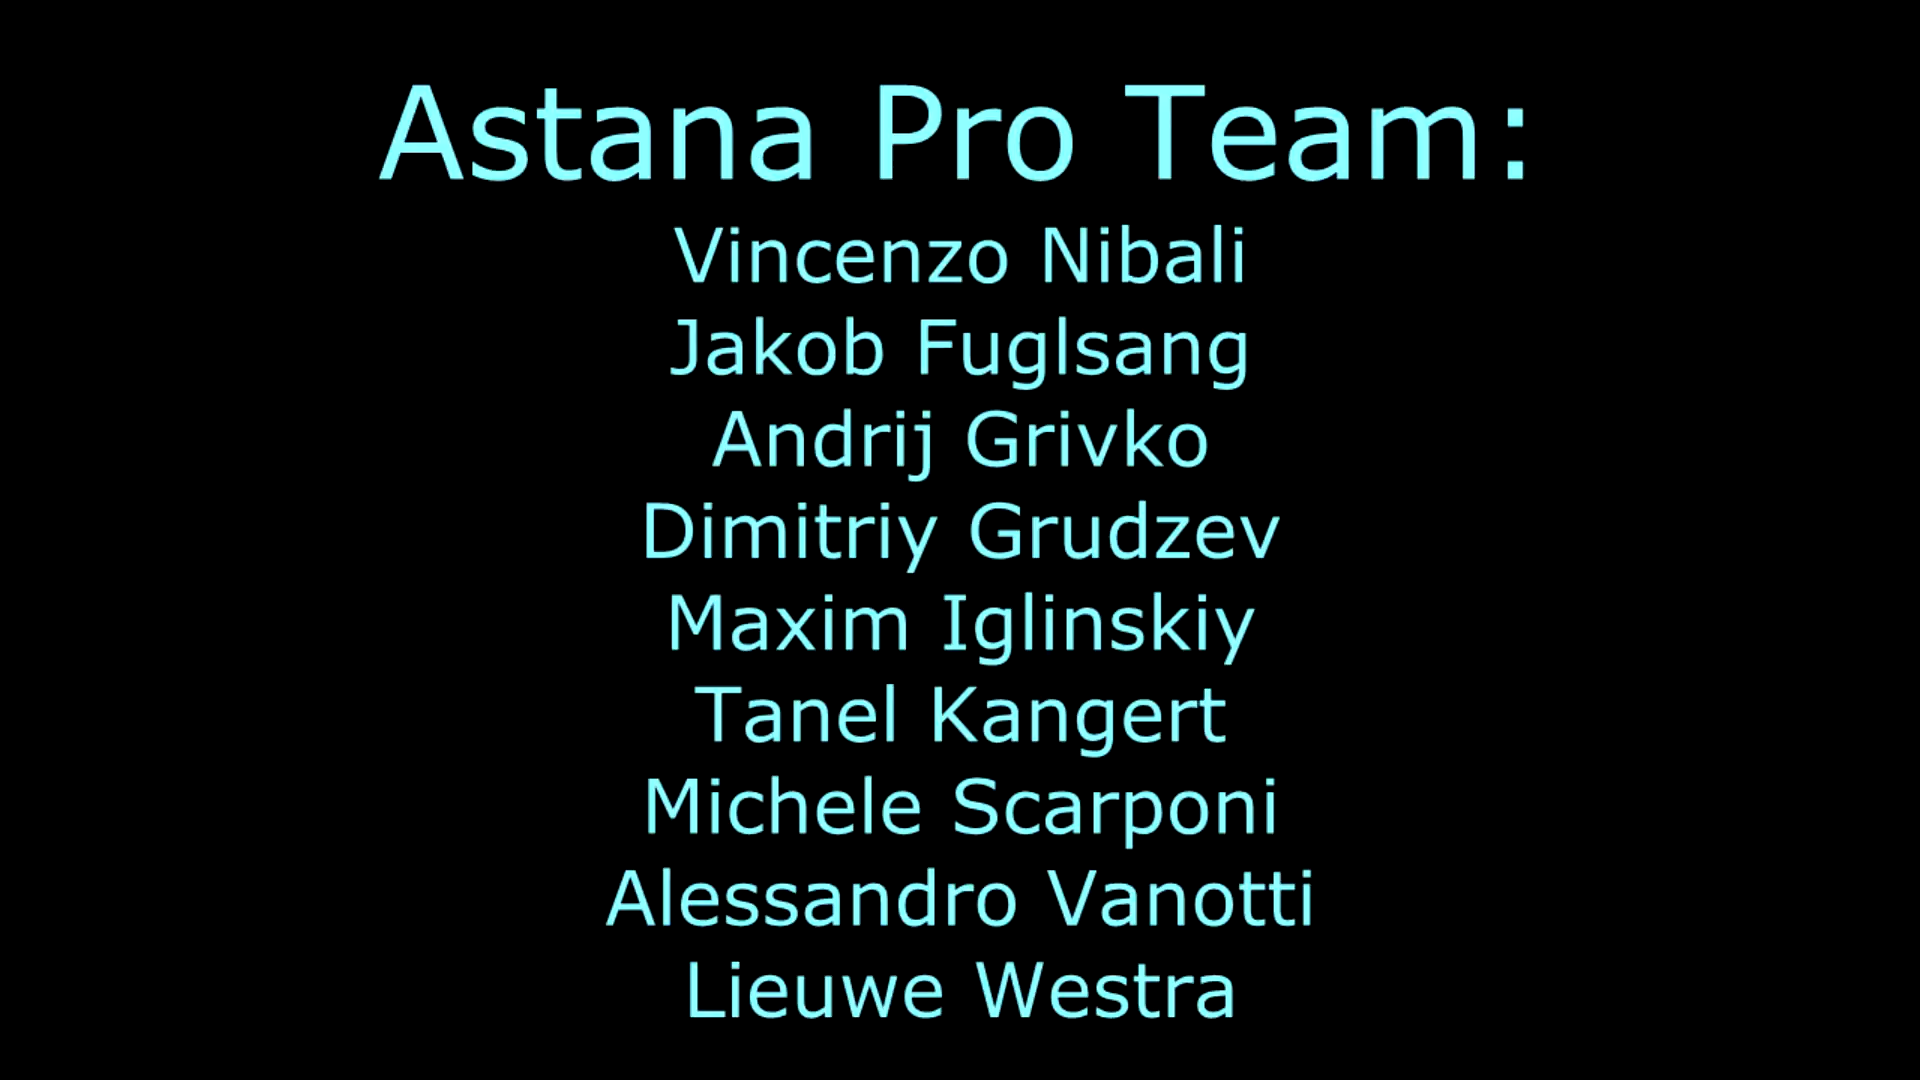 Astana Pro Team:
Vincenzo Nibali
Jakob Fuglsang
Andrij Grivko
Dimitriy Grudzev
Maxim Iglinskiy
Tanel Kangert
Michele Scarponi
Alessandro Vanotti
Lieuwe Westra